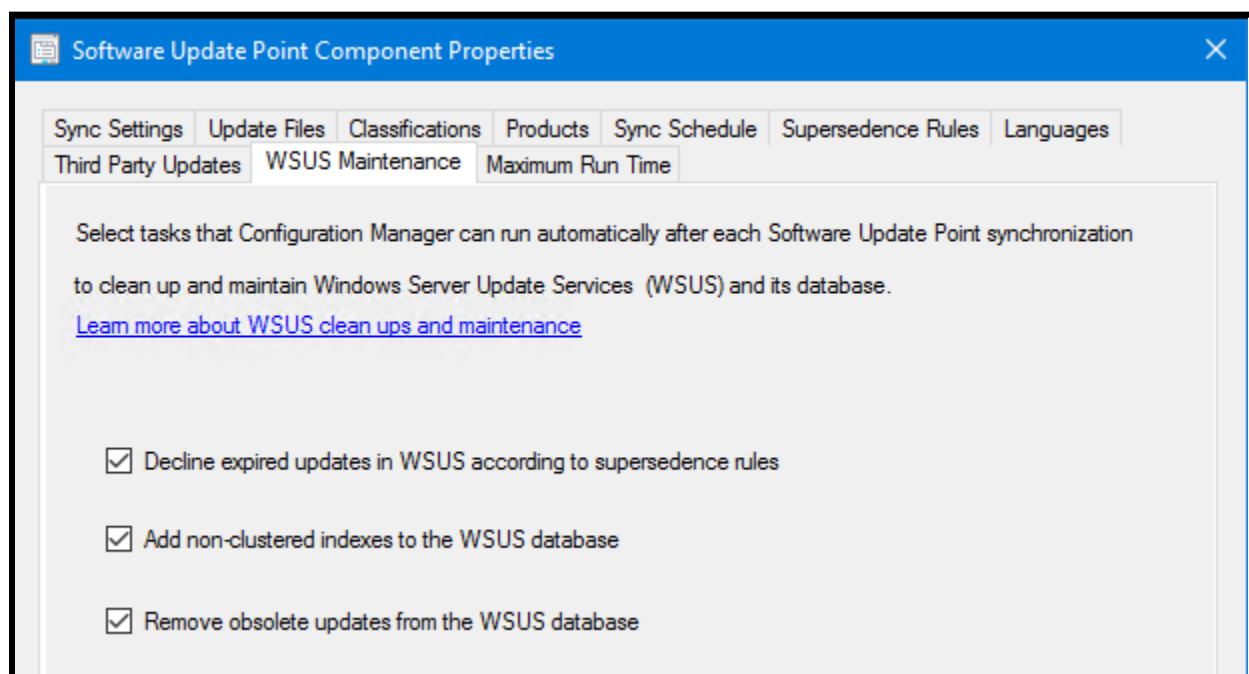 Software Update Point Component Properties
Sync Settings Update Files Classifications Products Sync Schedule Supersedence Rules Languages
Third Party Updates WSUS Maintenance Maximum Run Time
Select tasks that Configuration Manager can run automatically after each Software Update Point synchronization
to clean up and maintain Windows Server Update Services (WSUS) and its database.
Learn more about WSUS clean ups and maintenance
Decline expired updates in WSUS according to supersedence rules
Add non-clustered indexes to the WSUS database
Remove obsolete updates from the WSUS database